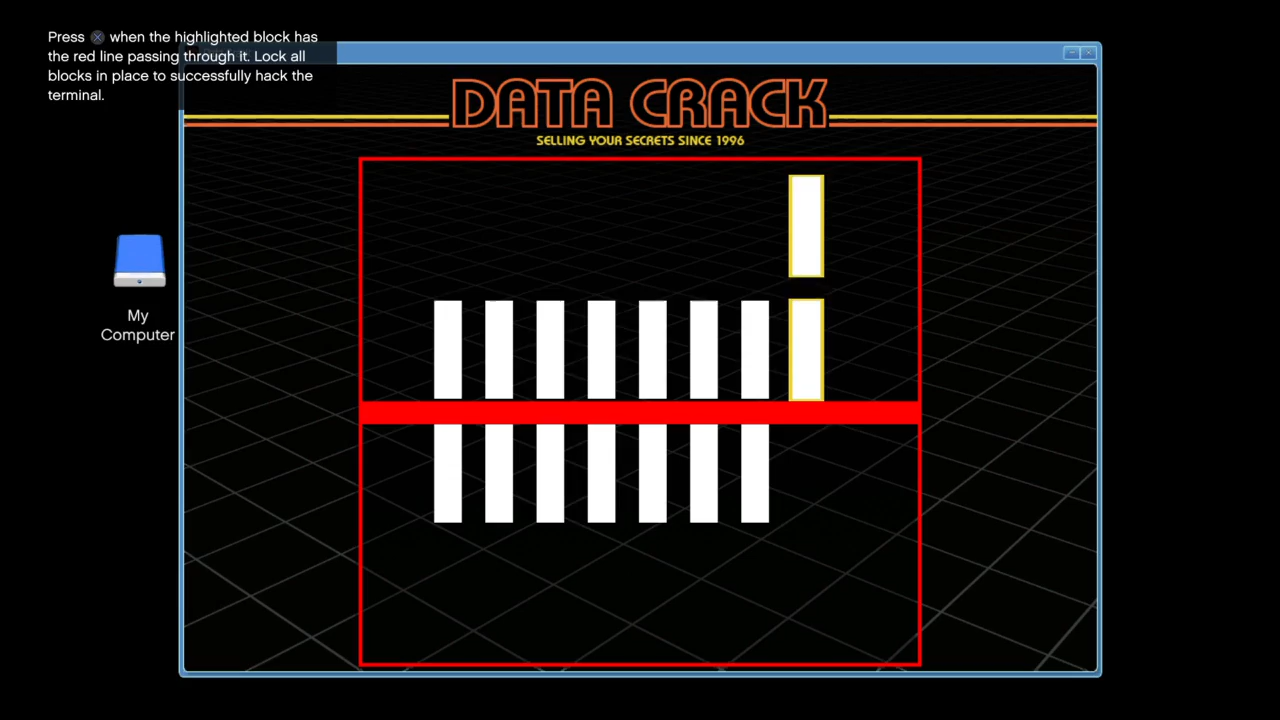 Press ⓧ when the highlighted block has
the red line passing through it. Lock all
blocks in place to successfully hack the
terminal.
DATA CRACK
SELLING YOUR SECRETS SINCE 1996
My
Computer